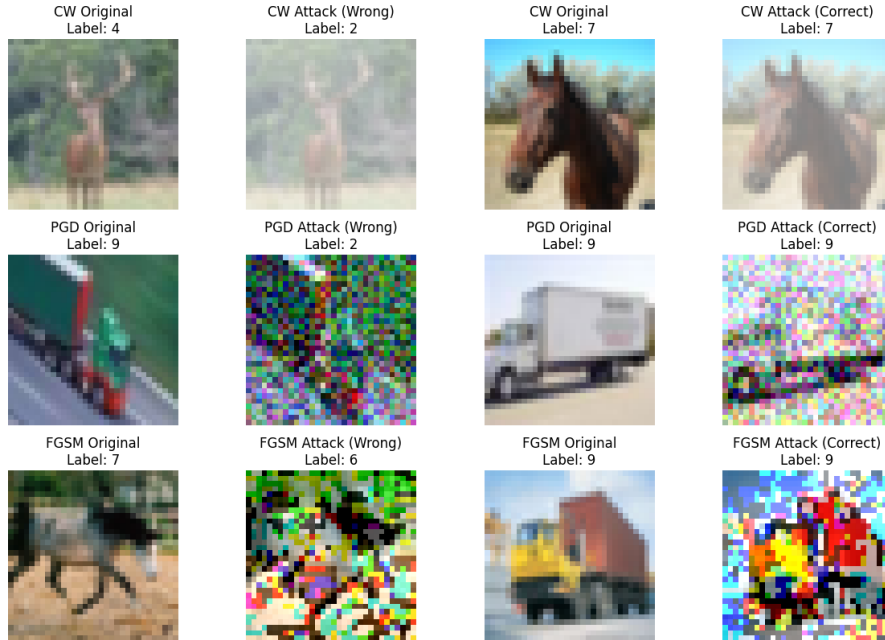 CW Original
Label: 4
CW Attack (Wrong)
Label: 2
CW Original
Label: 7
CW Attack (Correct)
Label: 7
PGD Original
Label: 9
PGD Attack (Wrong)
Label: 2
PGD Original
Label: 9
PGD Attack (Correct)
Label: 9
FGSM Original
Label: 7
FGSM Attack (Wrong)
Label: 6
FGSM Original
Label: 9
FGSM Attack (Correct)
Label: 9